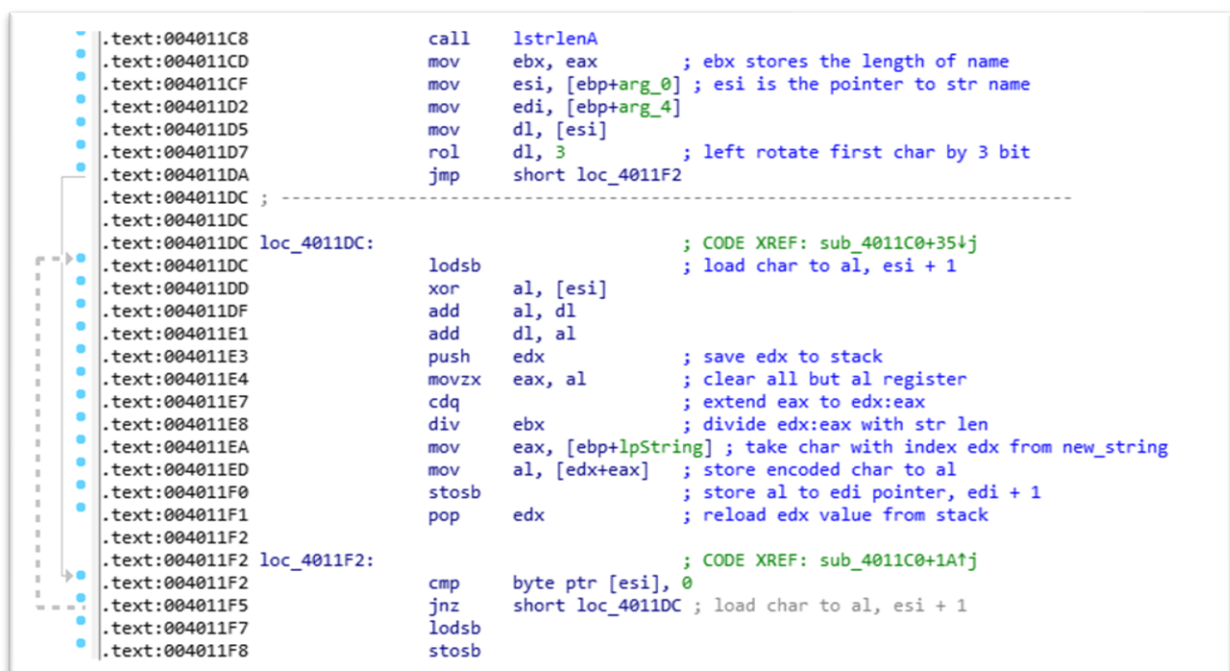 .text:004011C8 call lstrlenA
.text:004011CD mov ebx, eax ; ebx stores the length of name
.text:004011CF mov esi, [ebp+arg_0] ; esi is the pointer to str name
.text:004011D2 mov edi, [ebp+arg_4]
.text:004011D5 mov dl, [esi]
.text:004011D7 rol dl, 3 ; left rotate first char by 3 bit
.text:004011DA jmp short loc_4011F2
.text:004011DC ; ---------------------------------------------------------------------------
.text:004011DC
.text:004011DC loc_4011DC: ; CODE XREF: sub_4011C0+35↓j
.text:004011DC lodsb ; load char to al, esi + 1
.text:004011DD xor al, [esi]
.text:004011DF add al, dl
.text:004011E1 add dl, al
.text:004011E3 push edx ; save edx to stack
.text:004011E4 movzx eax, al ; clear all but al register
.text:004011E7 cdq ; extend eax to edx:eax
.text:004011E8 div ebx ; divide edx:eax with str len
.text:004011EA mov eax, [ebp+lpString] ; take char with index edx from new_string
.text:004011ED mov al, [edx+eax] ; store encoded char to al
.text:004011F0 stosb ; store al to edi pointer, edi + 1
.text:004011F1 pop edx ; reload edx value from stack
.text:004011F2
.text:004011F2 loc_4011F2: ; CODE XREF: sub_4011C0+1A↑j
.text:004011F2 cmp byte ptr [esi], 0
.text:004011F5 jnz short loc_4011DC ; load char to al, esi + 1
.text:004011F7 lodsb
.text:004011F8 stosb